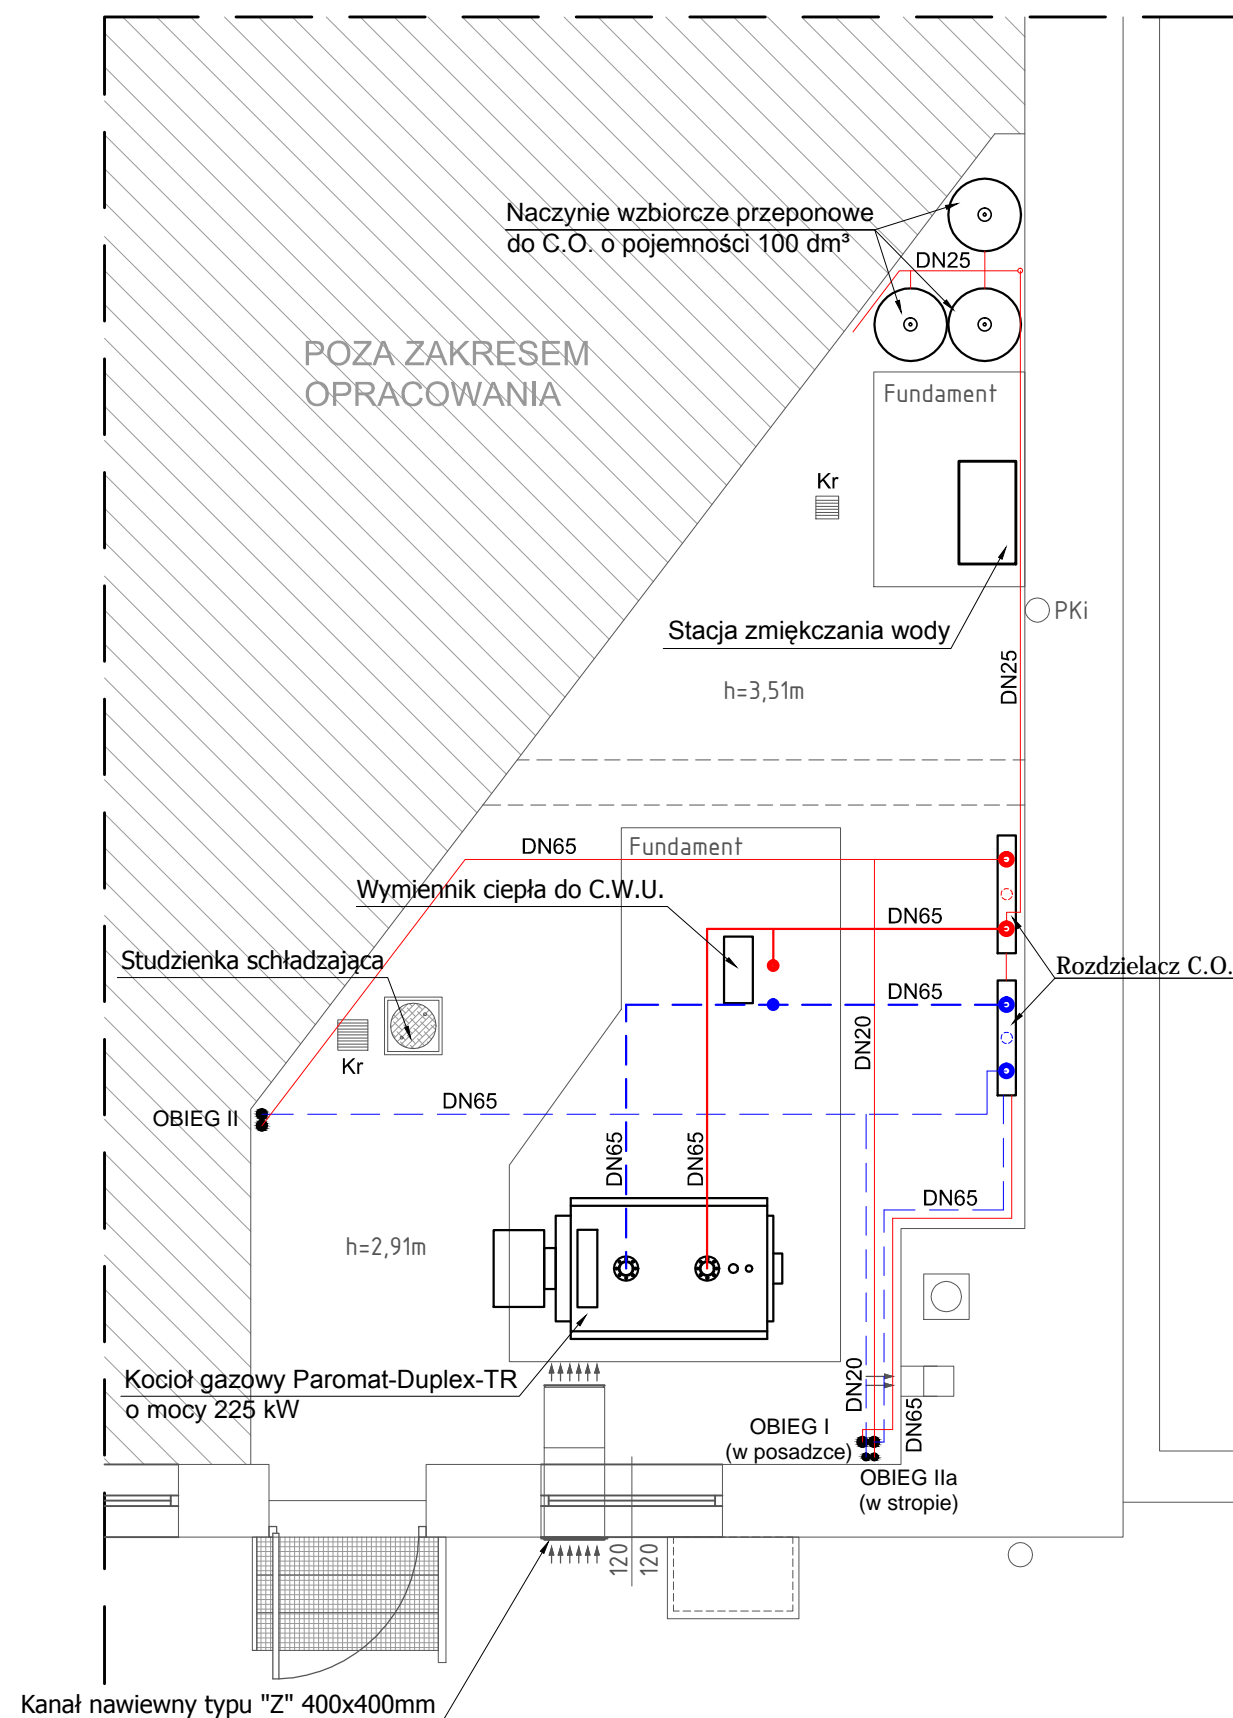 Naczynie wzbiorcze przeponowe
do C.O. o pojemności 100 dm³
DN25
POZA ZAKRESEM
OPRACOWANIA
Fundament
Kr
PKi
Stacja zmiękczania wody
DN25
h=3,51m
DN65
Fundament
Wymiennik ciepła do C.W.U.
DN65
Studzienka schładzająca
Rozdzielacz C.O.
DN65
DN20
Kr
DN65
OBIEG II
DN65
DN65
DN65
h=2,91m
Kocioł gazowy Paromat-Duplex-TR
o mocy 225 kW
DN20
DN65
OBIEG I
(w posadzce)
OBIEG IIa
(w stropie)
120
120
Kanał nawiewny typu "Z" 400x400mm